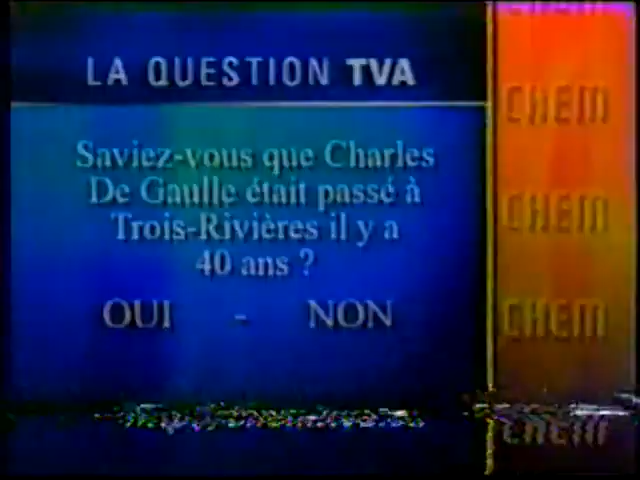 LA QUESTION TVA
Saviez-vous que Charles
De Gaulle était passé à
Trois-Rivières il y a
40 ans ?
OUI - NON
CHEM
CHEM
CHEM
CHEM